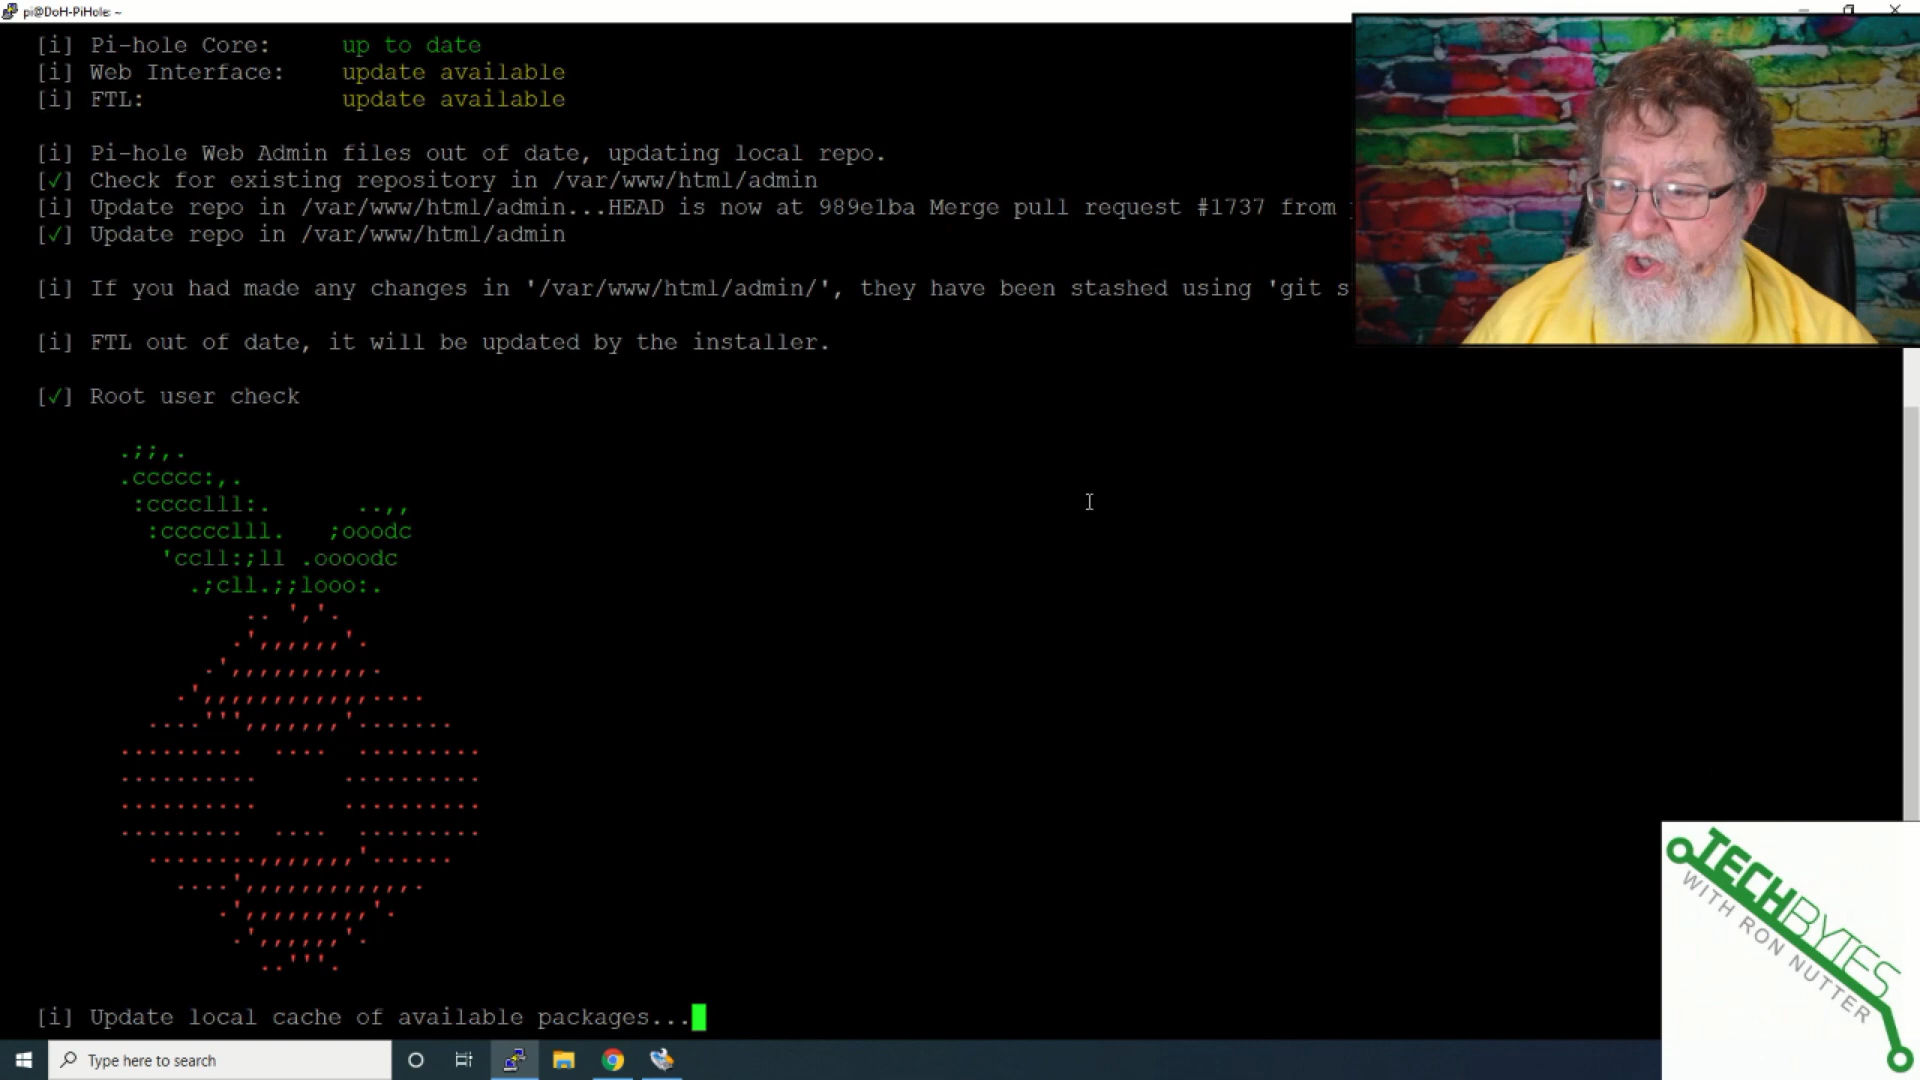 pi@DoH-PiHole: ~
[i] Pi-hole Core: up to date
[i] Web Interface: update available
[i] FTL: update available
[i] Pi-hole Web Admin files out of date, updating local repo.
[✓] Check for existing repository in /var/www/html/admin
[i] Update repo in /var/www/html/admin...HEAD is now at 989e1ba Merge pull request #1737 from
[✓] Update repo in /var/www/html/admin
[i] If you had made any changes in '/var/www/html/admin/', they have been stashed using 'git s
[i] FTL out of date, it will be updated by the installer.
[✓] Root user check
.;;,.
.ccccc:,.
:cccclll:. ..,,
:ccccclll. ;ooodc
'ccll:;ll .oooodc
.;cll.;;looo:.
.. ','.
.',,,,,,'.
.',,,,,,,,,,.
.',,,,,,,,,,,,....
....''',,,,,,,'.......
......... .... .........
.......... ..........
.......... ..........
......... .... .........
........,,,,,,,'......
....',,,,,,,,,,,,.
.',,,,,,,,,'.
.',,,,,,'.
..'''.
[i] Update local cache of available packages...
Type here to search
TECHBYTES
WITH RON NUTTER